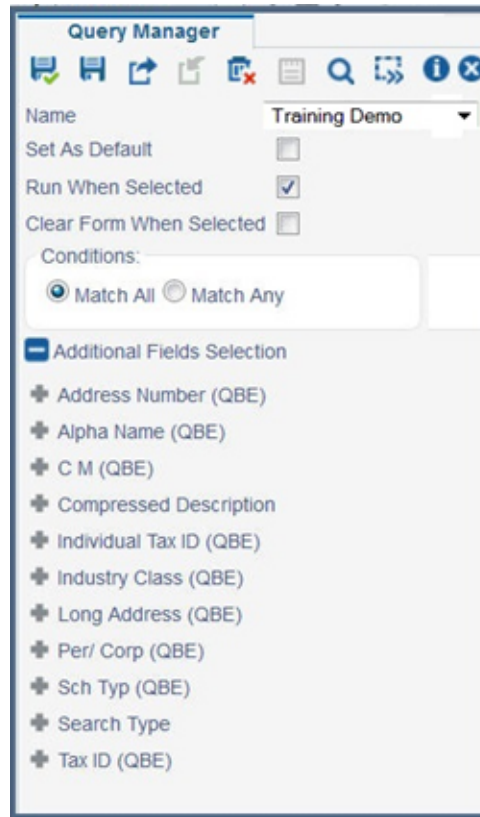 Query Manager
Name Training Demo
Set As Default
Run When Selected
Clear Form When Selected
Conditions:
Match All Match Any
Additional Fields Selection
Address Number (QBE)
Alpha Name (QBE)
C M (QBE)
Compressed Description
Individual Tax ID (QBE)
Industry Class (QBE)
Long Address (QBE)
Per/ Corp (QBE)
Sch Typ (QBE)
Search Type
Tax ID (QBE)